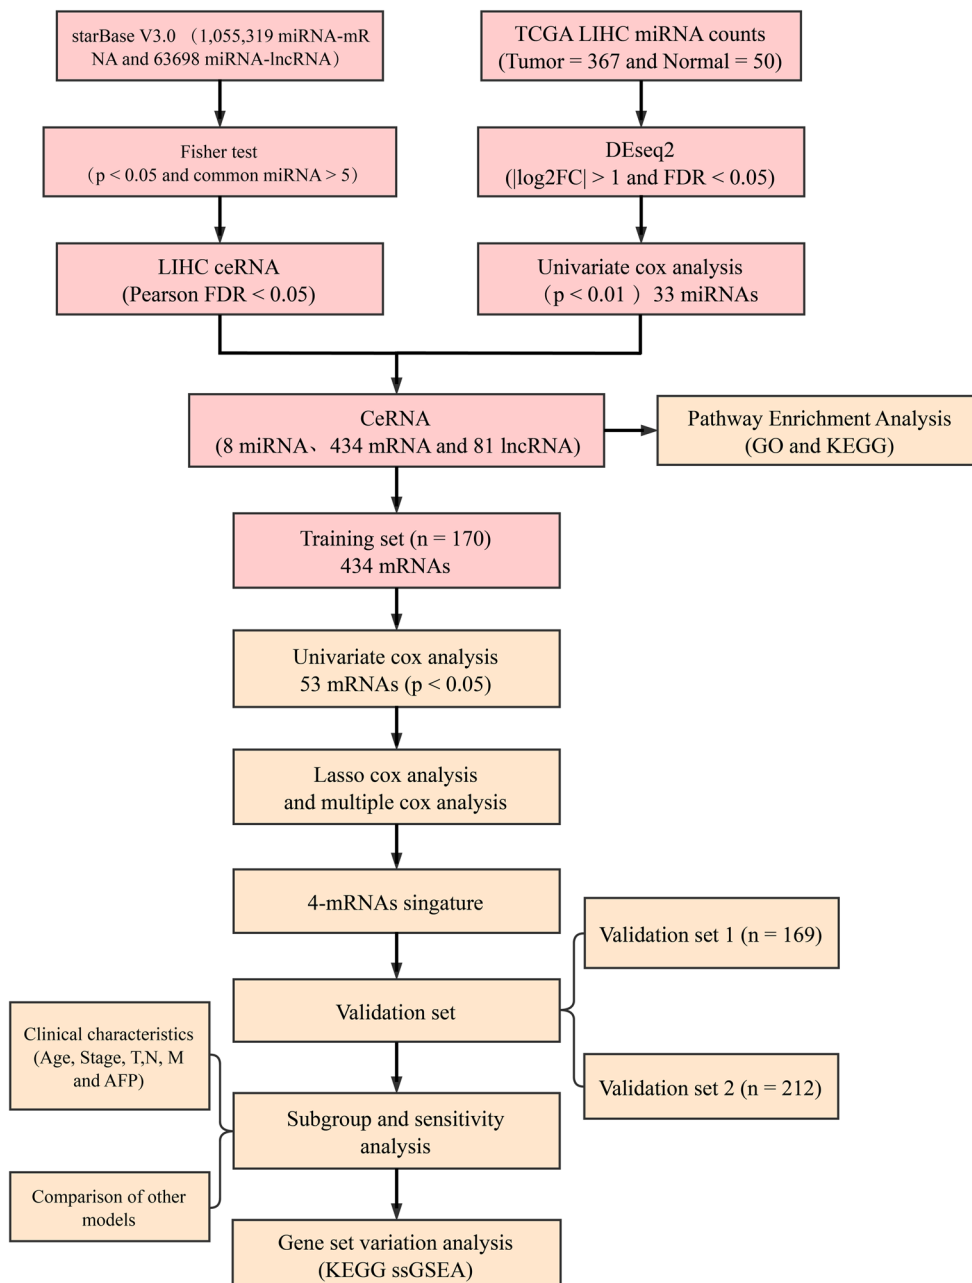 starBase V3.0 （1,055,319 miRNA-mR
NA and 63698 miRNA-lncRNA）
TCGA LIHC miRNA counts
(Tumor = 367 and Normal = 50)
Fisher test
（p < 0.05 and common miRNA > 5）
DEseq2
(|log2FC| > 1 and FDR < 0.05)
LIHC ceRNA
(Pearson FDR < 0.05)
Univariate cox analysis
（p < 0.01 ）33 miRNAs
CeRNA
(8 miRNA、434 mRNA and 81 lncRNA)
Pathway Enrichment Analysis
(GO and KEGG)
Training set (n = 170)
434 mRNAs
Univariate cox analysis
53 mRNAs (p < 0.05)
Lasso cox analysis
and multiple cox analysis
4-mRNAs singature
Validation set 1 (n = 169)
Validation set
Validation set 2 (n = 212)
Clinical characteristics
(Age, Stage, T,N, M
and AFP)
Subgroup and sensitivity
analysis
Comparison of other
models
Gene set variation analysis
(KEGG ssGSEA)